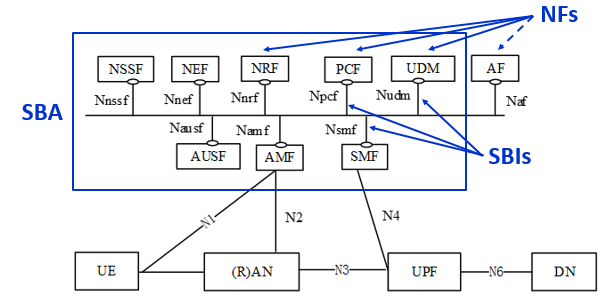 NFs
NSSF NEF NRF PCF UDM AF
Nnssf Nnef Nnrf Npcf Nudm Naf
SBA
Nausf Namf Nsmf
AUSF AMF SMF SBIs
N1 N2 N4
UE (R)AN N3 UPF N6 DN